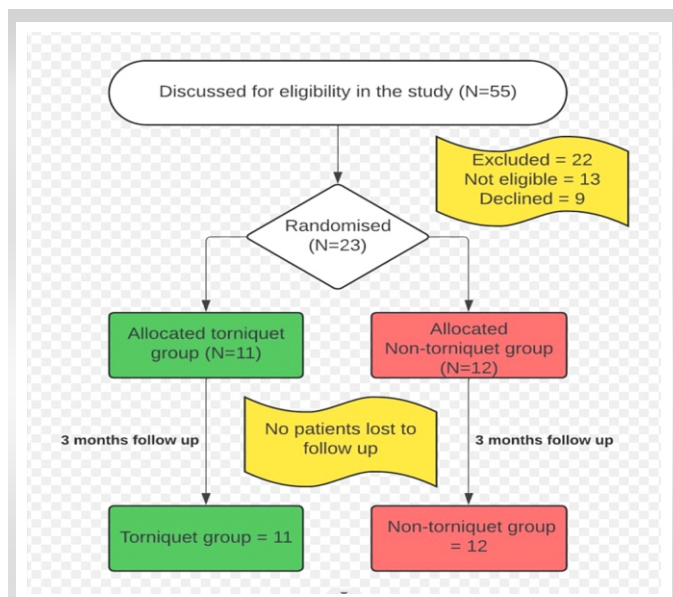 Discussed for eligibility in the study (N=55)
Excluded = 22
Not eligible = 13
Declined = 9
Randomised
(N=23)
Allocated torniquet
group (N=11)
Allocated
Non-torniquet group
(N=12)
No patients lost to
follow up
3 months follow up
3 months follow up
Torniquet group = 11
Non-torniquet group
= 12